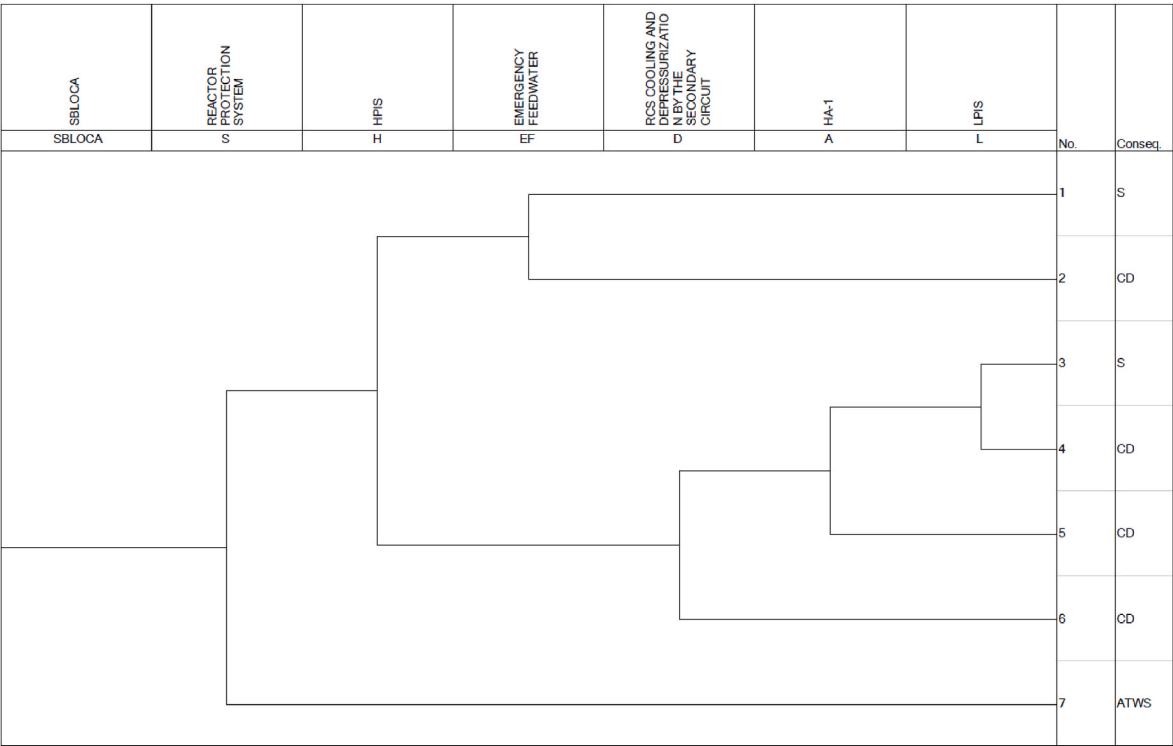 SBLOCA
REACTOR
PROTECTION
SYSTEM
HPIS
EMERGENCY
FEEDWATER
RCS COOLING AND
DEPRESSURIZATIO
N BY THE
SECONDARY
CIRCUIT
HA-1
LPIS
SBLOCA S H EF D A L No. Conseq.
1 S
2 CD
3 S
4 CD
5 CD
6 CD
7 ATWS